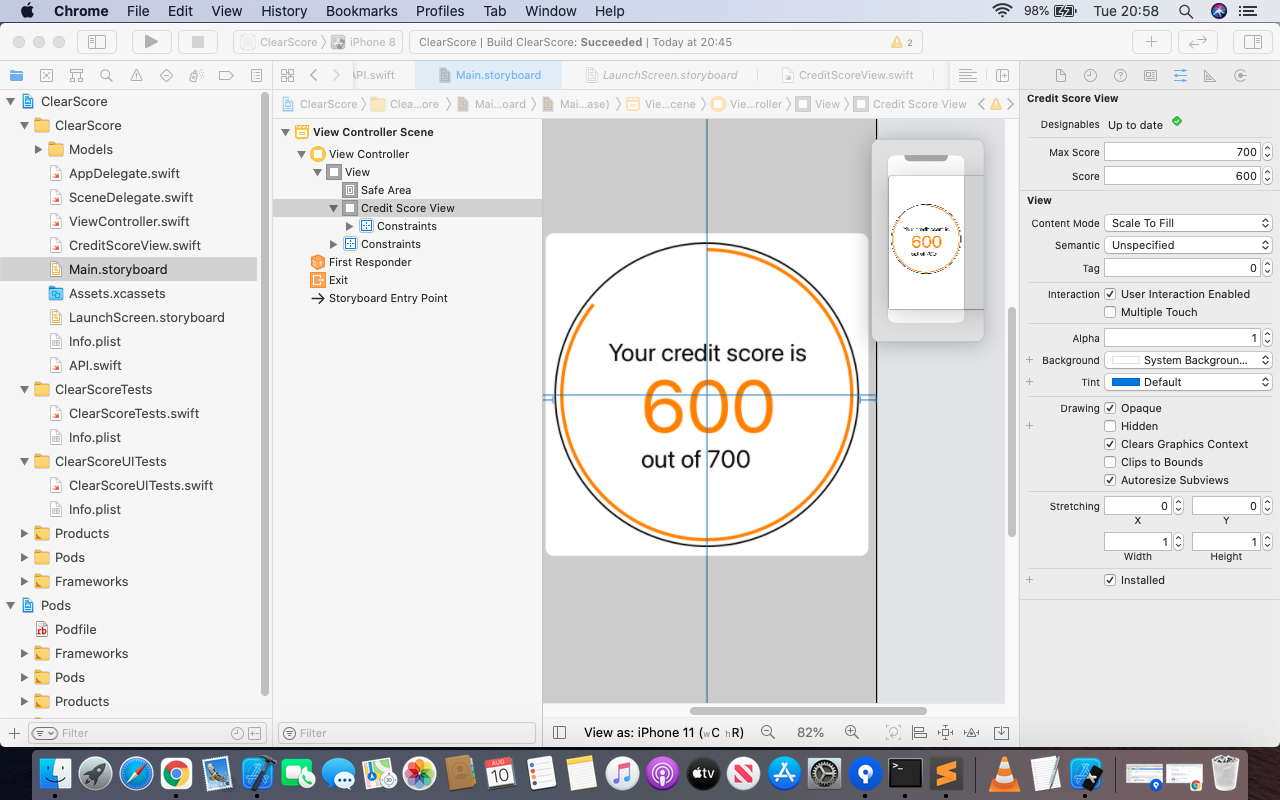 Chrome File Edit View History Bookmarks Profiles Tab Window Help 98% Tue 20:58
ClearScore iPhone 8 ClearScore | Build ClearScore: Succeeded | Today at 20:45 2
API.swift Main.storyboard LaunchScreen.storyboard CreditScoreView.swift
ClearScore Clea...ore Mai...oard Mai...ase) Vie...cene Vie...roller View Credit Score View
ClearScore
ClearScore
Models
AppDelegate.swift
SceneDelegate.swift
ViewController.swift
CreditScoreView.swift
Main.storyboard
Assets.xcassets
LaunchScreen.storyboard
Info.plist
API.swift
ClearScoreTests
ClearScoreTests.swift
Info.plist
ClearScoreUITests
ClearScoreUITests.swift
Info.plist
Products
Pods
Frameworks
Pods
Podfile
Frameworks
Pods
Products
Filter
View Controller Scene
View Controller
View
Safe Area
Credit Score View
Constraints
Constraints
First Responder
Exit
Storyboard Entry Point
Filter
Your credit score is
600
out of 700
Your credit score is
600
out of 700
View as: iPhone 11 (wC hR) 82%
Credit Score View
Designables Up to date
Max Score 700
Score 600
View
Content Mode Scale To Fill
Semantic Unspecified
Tag 0
Interaction User Interaction Enabled
Multiple Touch
Alpha 1
Background System Backgroun...
Tint Default
Drawing Opaque
Hidden
Clears Graphics Context
Clips to Bounds
Autoresize Subviews
Stretching 0 0
X Y
1 1
Width Height
Installed
AUG
10
tv